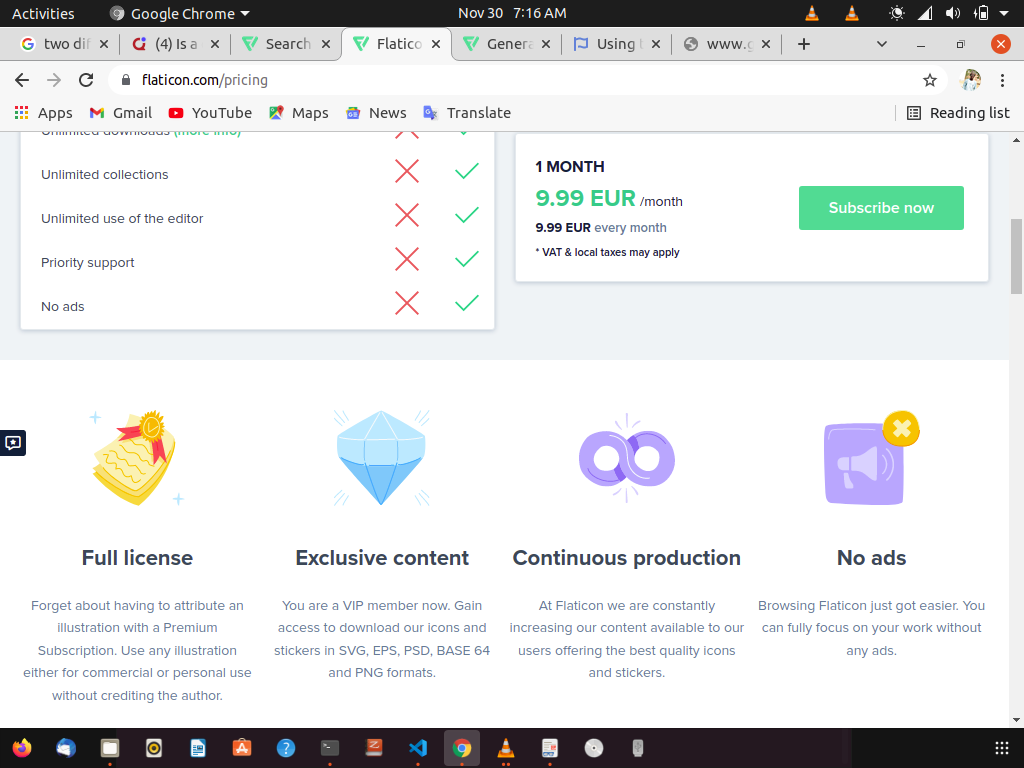 Activities
Google Chrome
Nov 30 7:16 AM
two dif
(4) Is a
Search
Flatico
Genera
Using
www.g
flaticon.com/pricing
Apps
Gmail
YouTube
Maps
News
Translate
Reading list
Unlimited downloads (more info)
Unlimited collections
Unlimited use of the editor
Priority support
No ads
1 MONTH
9.99 EUR /month
9.99 EUR every month
* VAT & local taxes may apply
Subscribe now
Full license
Forget about having to attribute an
illustration with a Premium
Subscription. Use any illustration
either for commercial or personal use
without crediting the author.
Exclusive content
You are a VIP member now. Gain
access to download our icons and
stickers in SVG, EPS, PSD, BASE 64
and PNG formats.
Continuous production
At Flaticon we are constantly
increasing our content available to our
users offering the best quality icons
and stickers.
No ads
Browsing Flaticon just got easier. You
can fully focus on your work without
any ads.